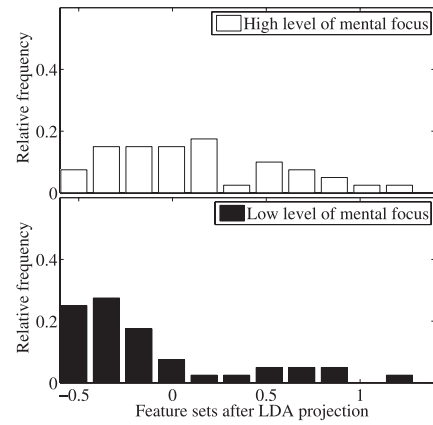 High level of mental focus
Relative frequency
0.4
0.2
0
Low level of mental focus
Relative frequency
0.4
0.2
0
−0.5 0 0.5 1
Feature sets after LDA projection